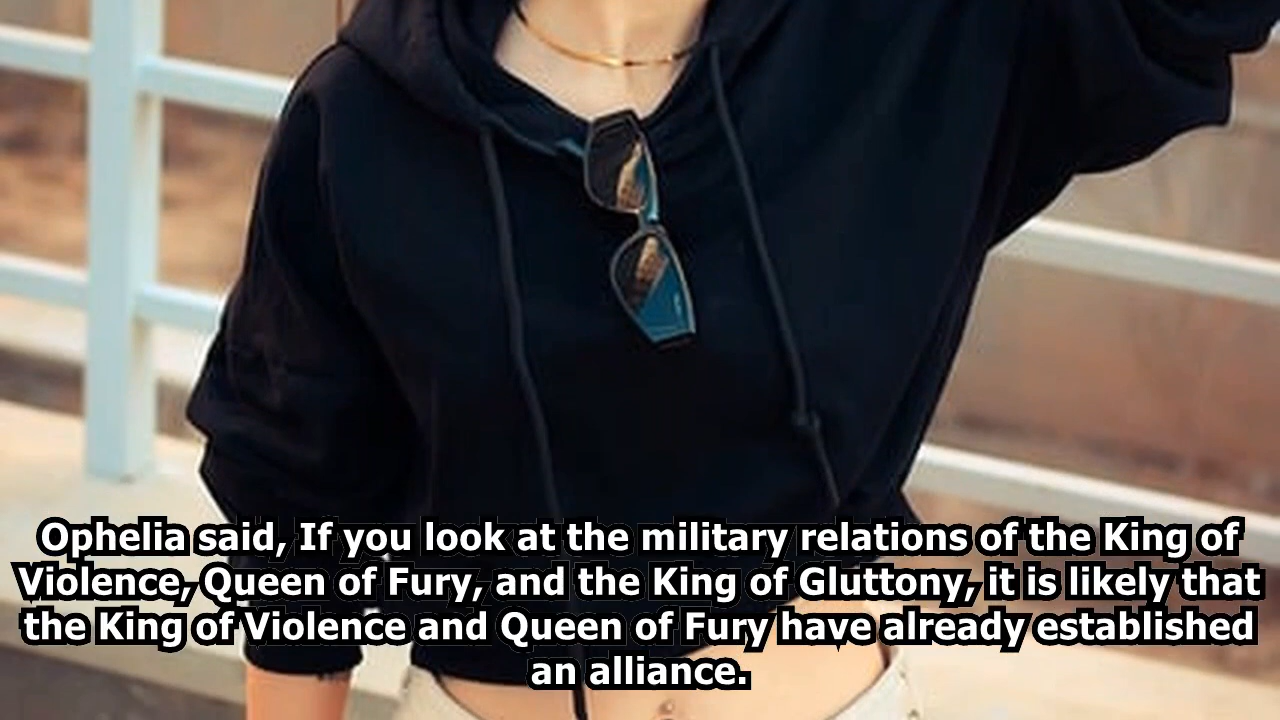 Ophelia said, If you look at the military relations of the King of
Violence, Queen of Fury, and the King of Gluttony, it is likely that
the King of Violence and Queen of Fury have already established
an alliance.